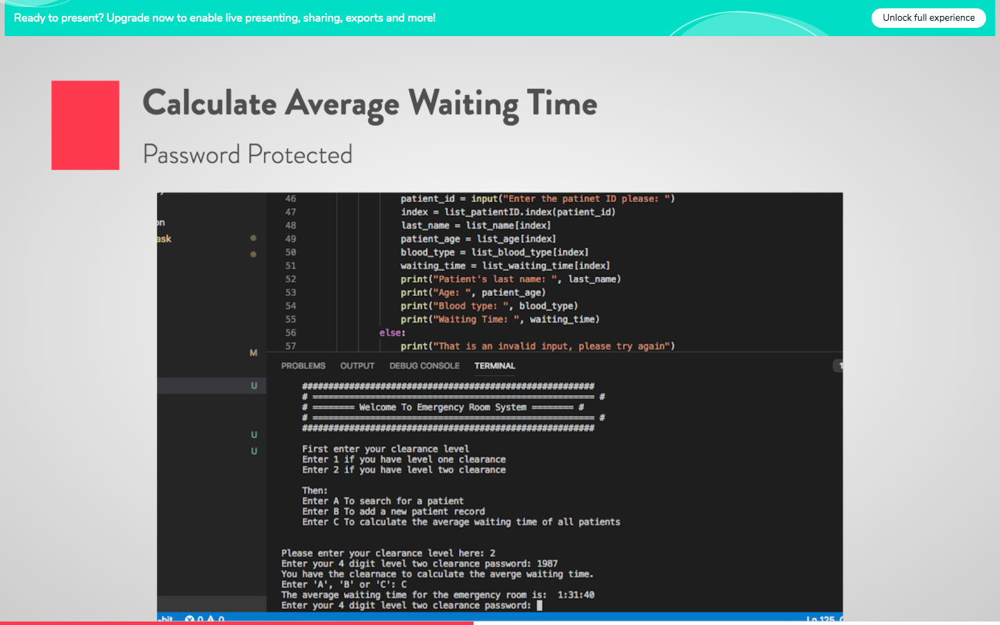 Ready to present? Upgrade now to enable live presenting, sharing, exports and more!
Unlock full experience
Calculate Average Waiting Time
Password Protected
on
ask
M
U
U
U
46 patient_id = input("Enter the patinet ID please: ")
47 index = list_patientID.index(patient_id)
48 last_name = list_name[index]
49 patient_age = list_age[index]
50 blood_type = list_blood_type[index]
51 waiting_time = list_waiting_time[index]
52 print("Patient's last name: ", last_name)
53 print("Age: ", patient_age)
54 print("Blood type: ", blood_type)
55 print("Waiting Time: ", waiting_time)
56 else:
57 print("That is an invalid input, please try again")
PROBLEMS OUTPUT DEBUG CONSOLE TERMINAL 1
########################################################
# ====================================================== #
# ======== Welcome To Emergency Room System ======== #
# ====================================================== #
########################################################
First enter your clearance level
Enter 1 if you have level one clearance
Enter 2 if you have level two clearance
Then:
Enter A To search for a patient
Enter B To add a new patient record
Enter C To calculate the average waiting time of all patients
Please enter your clearance level here: 2
Enter your 4 digit level two clearance password: 1987
You have the clearnace to calculate the averge waiting time.
Enter 'A', 'B' or 'C': C
The average waiting time for the emergency room is:  1:31:40
Enter your 4 digit level two clearance password:
-bit 0 0 Ln 125,